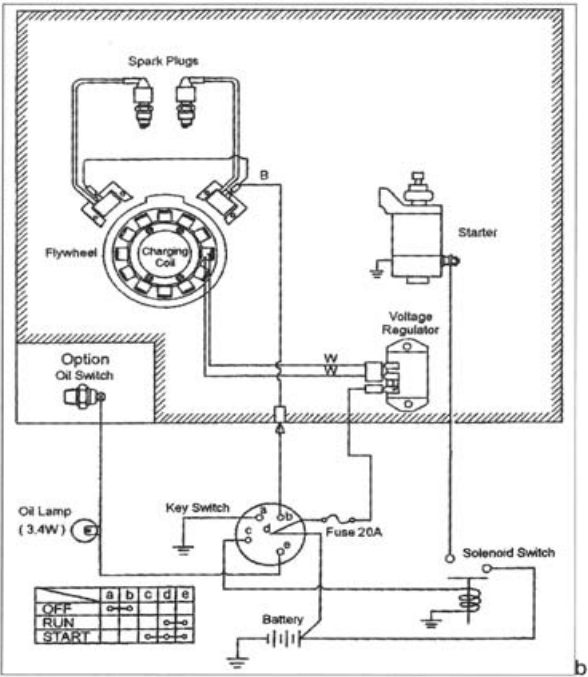 Spark Plugs
B
Flywheel
Charging
Coil
Starter
Voltage
Regulator
W
W
Option
Oil Switch
Oil Lamp
( 3.4W )
Key Switch
a
b
c
d
e
Fuse 20A
Solenoid Switch
Battery
a b c d e
OFF
RUN
START
b